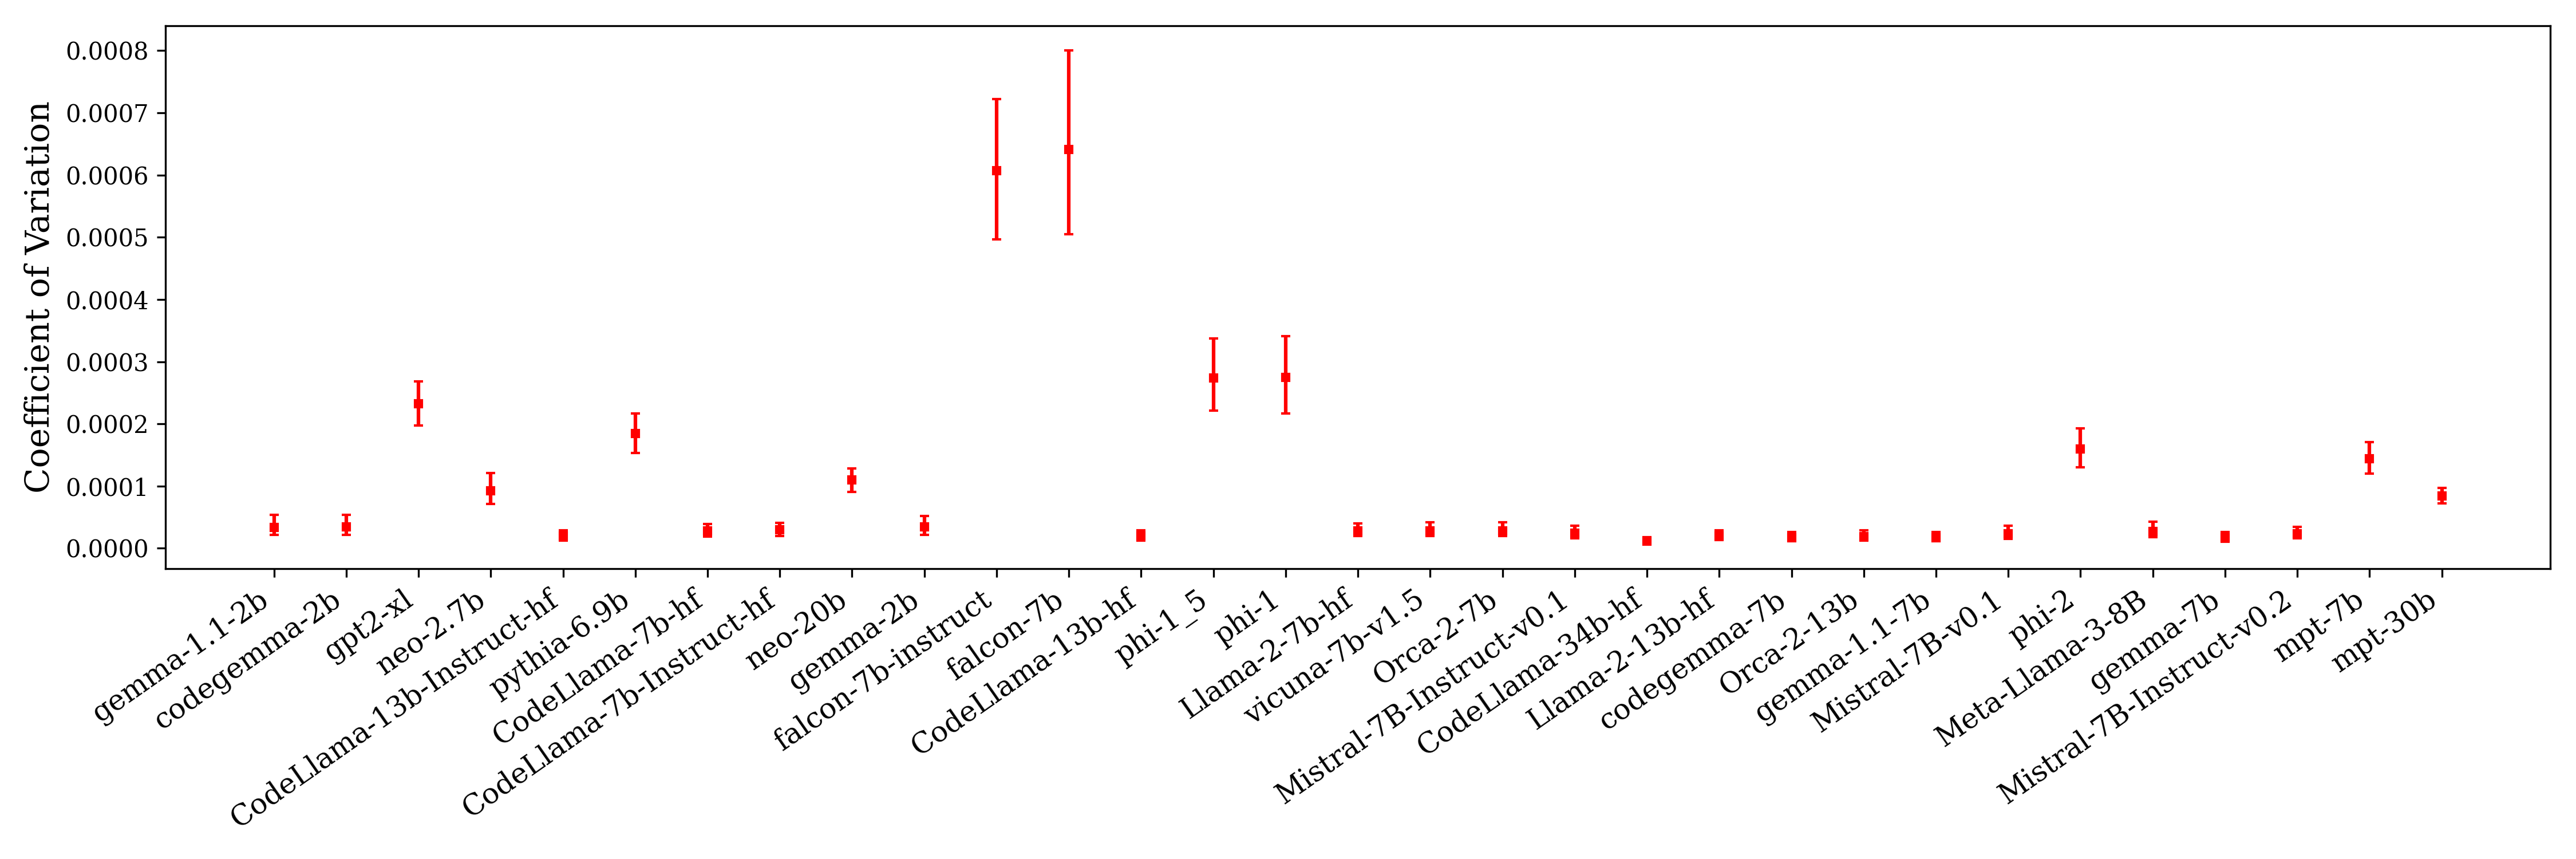 Coefficient of Variation
0.0008
0.0007
0.0006
0.0005
0.0004
0.0003
0.0002
0.0001
0.0000
gemma-1.1-2b
codegemma-2b
gpt2-xl
neo-2.7b
CodeLlama-13b-Instruct-hf
pythia-6.9b
CodeLlama-7b-hf
CodeLlama-7b-Instruct-hf
neo-20b
gemma-2b
falcon-7b-instruct
falcon-7b
CodeLlama-13b-hf
phi-1_5
phi-1
Llama-2-7b-hf
vicuna-7b-v1.5
Orca-2-7b
Mistral-7B-Instruct-v0.1
CodeLlama-34b-hf
Llama-2-13b-hf
codegemma-7b
Orca-2-13b
gemma-1.1-7b
Mistral-7B-v0.1
phi-2
Meta-Llama-3-8B
gemma-7b
Mistral-7B-Instruct-v0.2
mpt-7b
mpt-30b